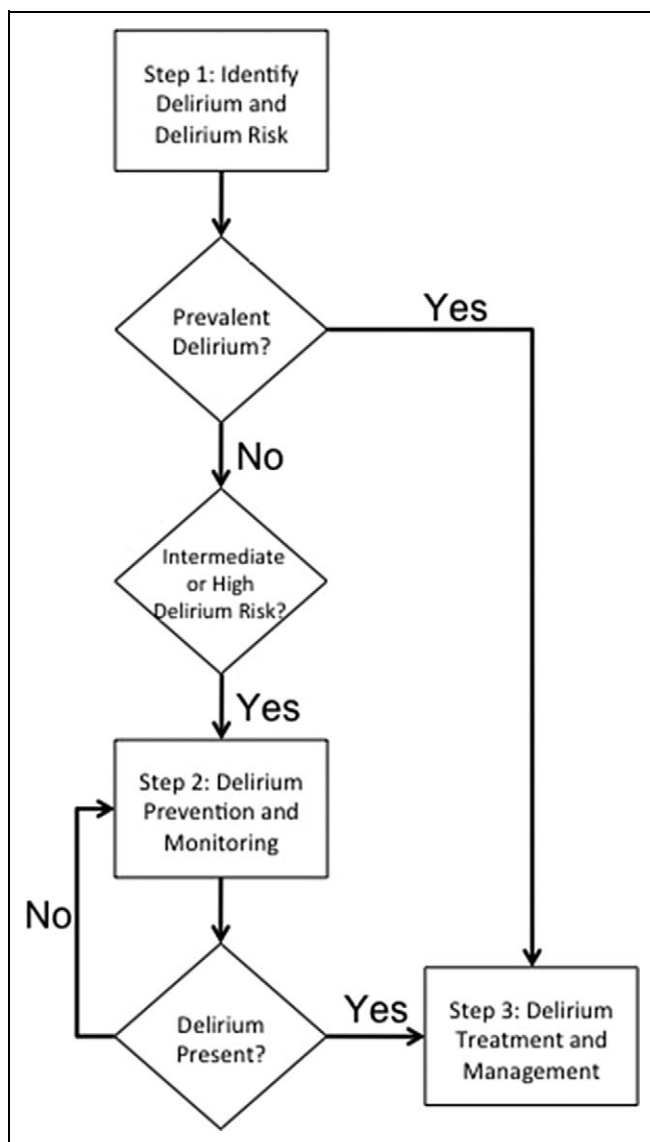 Step 1: Identify
Delirium and
Delirium Risk
Prevalent
Delirium?
Yes
No
Intermediate
or High
Delirium Risk?
Yes
Step 2: Delirium
Prevention and
Monitoring
No
Delirium
Present?
Yes
Step 3: Delirium
Treatment and
Management